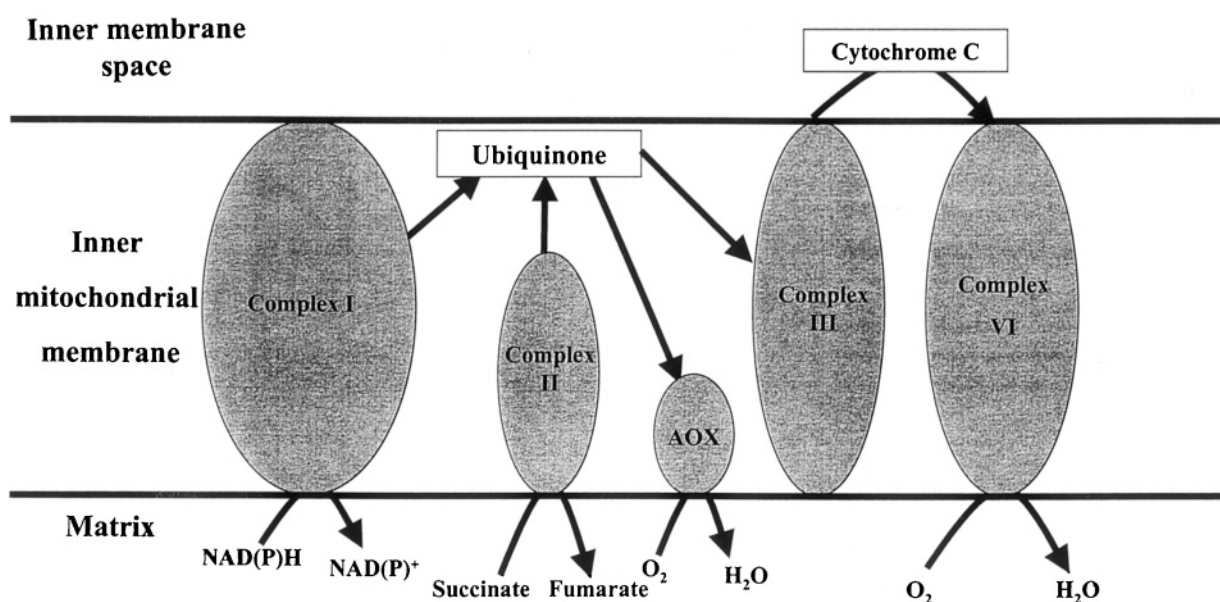 Inner membrane
space
Cytochrome C
Ubiquinone
Inner
mitochondrial
membrane
Complex I
Complex
II
AOX
Complex
III
Complex
VI
Matrix
NAD(P)H
NAD(P)⁺
Succinate
Fumarate
O₂
H₂O
O₂
H₂O